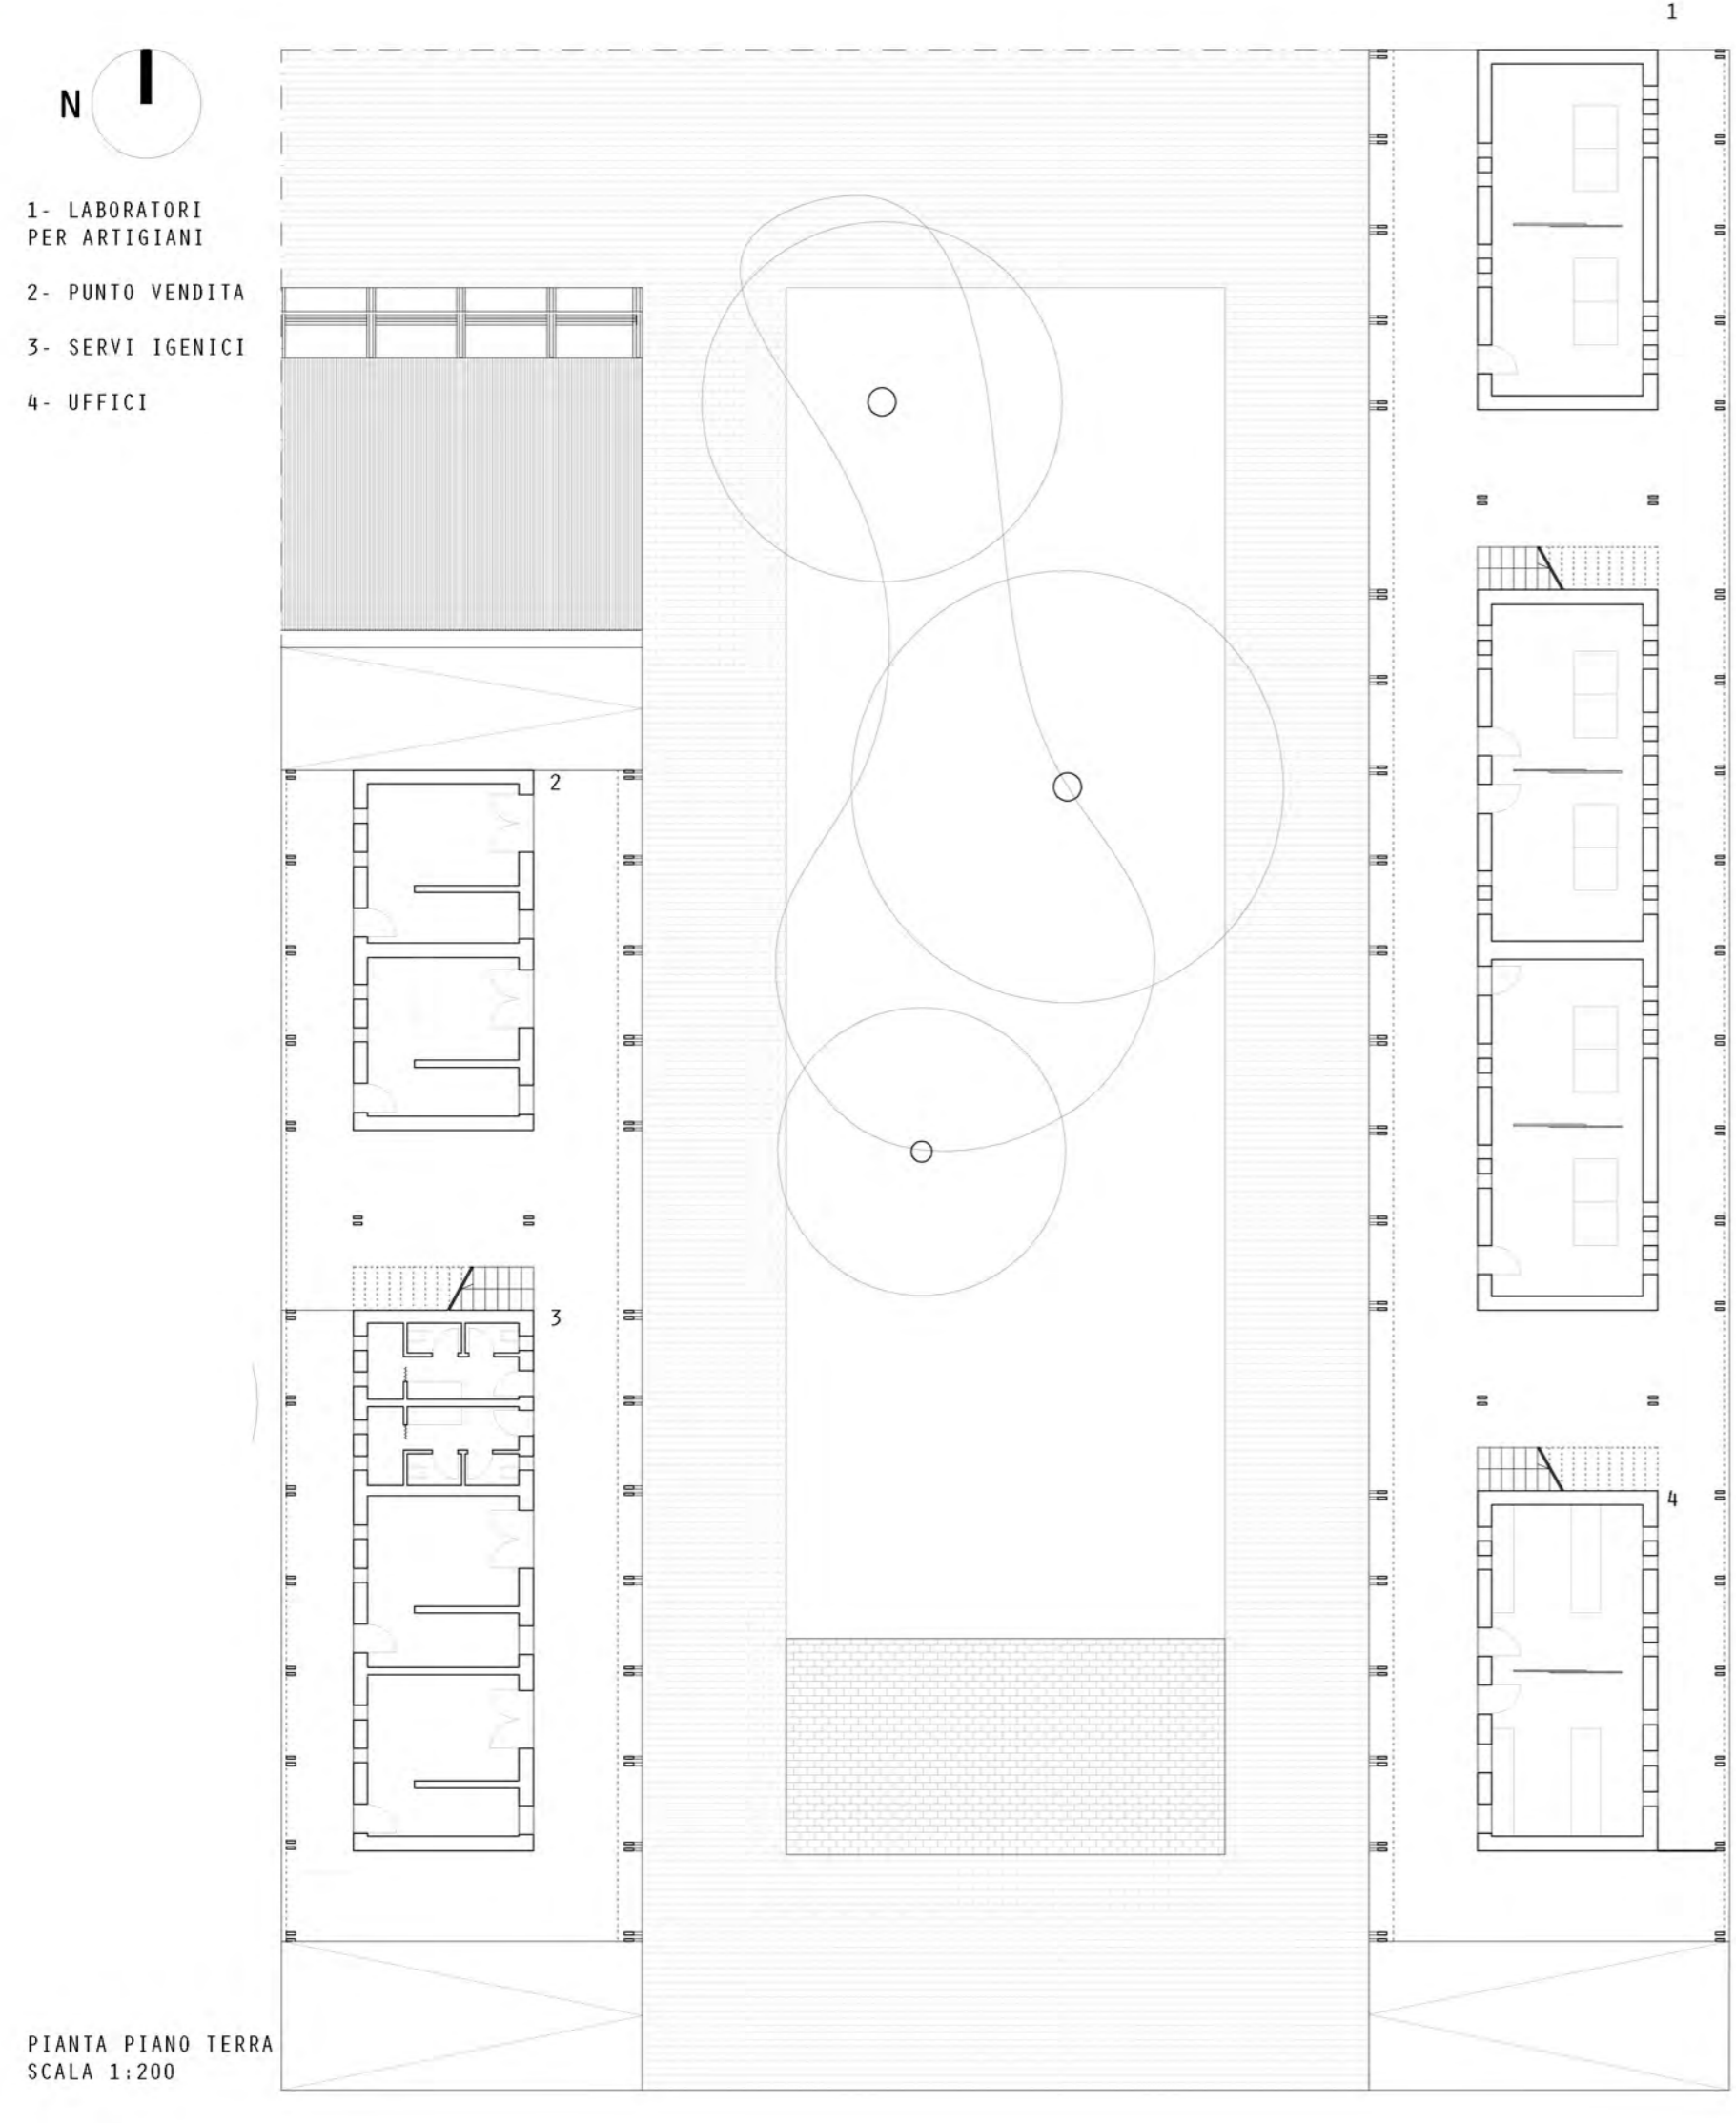 1
N
1- LABORATORI
PER ARTIGIANI
2- PUNTO VENDITA
3- SERVI IGENICI
4- UFFICI
2
3
4
PIANTA PIANO TERRA
SCALA 1:200